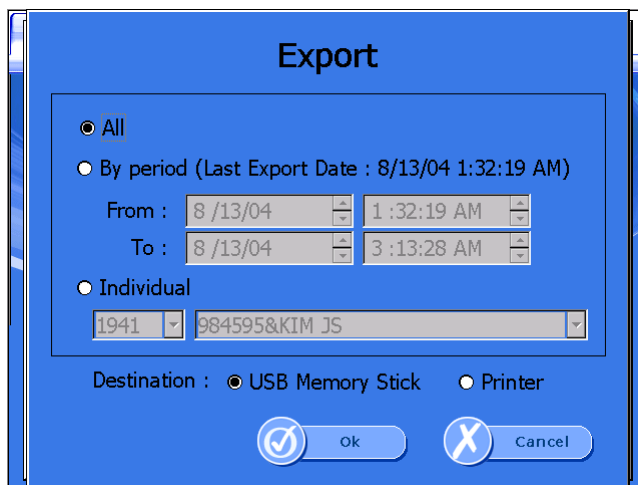 Export
All
By period (Last Export Date : 8/13/04 1:32:19 AM)
From : 8 /13/04 1 :32:19 AM
To : 8 /13/04 3 :13:28 AM
Individual
1941 984595&KIM JS
Destination : USB Memory Stick Printer
Ok Cancel